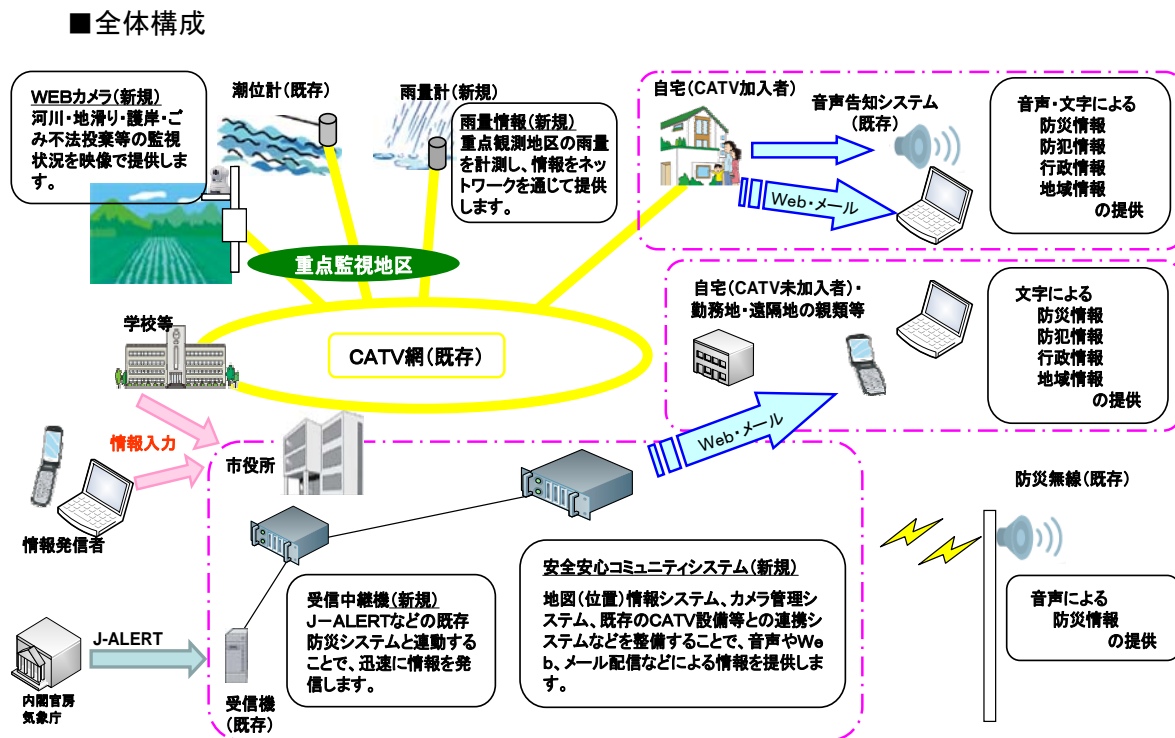 ■全体構成
WEBカメラ(新規)
河川・地滑り・護岸・ご
み不法投棄等の監視
状況を映像で提供しま
す。
潮位計(既存)
雨量計(新規)
雨量情報(新規)
重点観測地区の雨量
を計測し、情報をネッ
トワークを通じて提供
します。
重点監視地区
自宅(CATV加入者)
音声告知システム
(既存)
Web・メール
音声・文字による
防災情報
防犯情報
行政情報
地域情報
の提供
学校等
CATV網(既存)
自宅(CATV未加入者)・
勤務地・遠隔地の親類等
文字による
防災情報
防犯情報
行政情報
地域情報
の提供
Web・メール
情報入力
情報発信者
市役所
防災無線(既存)
音声による
防災情報
の提供
受信中継機(新規)
J-ALERTなどの既存
防災システムと連動する
ことで、迅速に情報を発
信します。
安全安心コミュニティシステム(新規)
地図(位置)情報システム、カメラ管理シ
ステム、既存のCATV設備等との連携シ
ステムなどを整備することで、音声やWe
b、メール配信などによる情報を提供しま
す。
J-ALERT
内閣官房
気象庁
受信機
(既存)